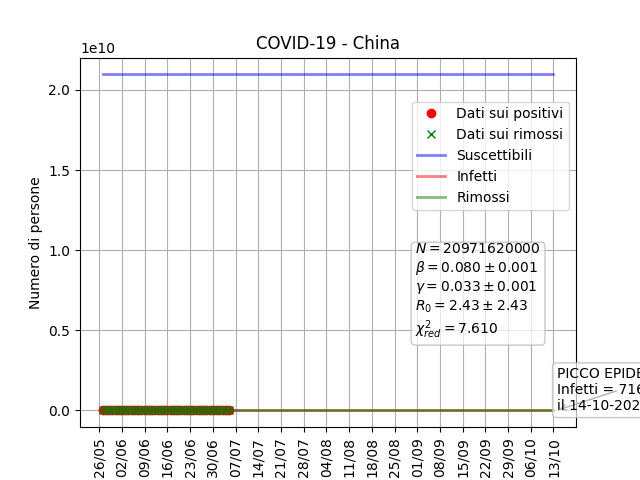 COVID-19 - China
1e10
2.0
1.5
1.0
0.5
0.0
Numero di persone
Dati sui positivi
Dati sui rimossi
Suscettibili
Infetti
Rimossi
N = 20971620000
β = 0.080 ± 0.001
γ = 0.033 ± 0.001
R₀ = 2.43 ± 2.43
χ²red = 7.610
PICCO EPIDE
Infetti = 716
il 14-10-202
26/05 02/06 09/06 16/06 23/06 30/06 07/07 14/07 21/07 28/07 04/08 11/08 18/08 25/08 01/09 08/09 15/09 22/09 29/09 06/10 13/10